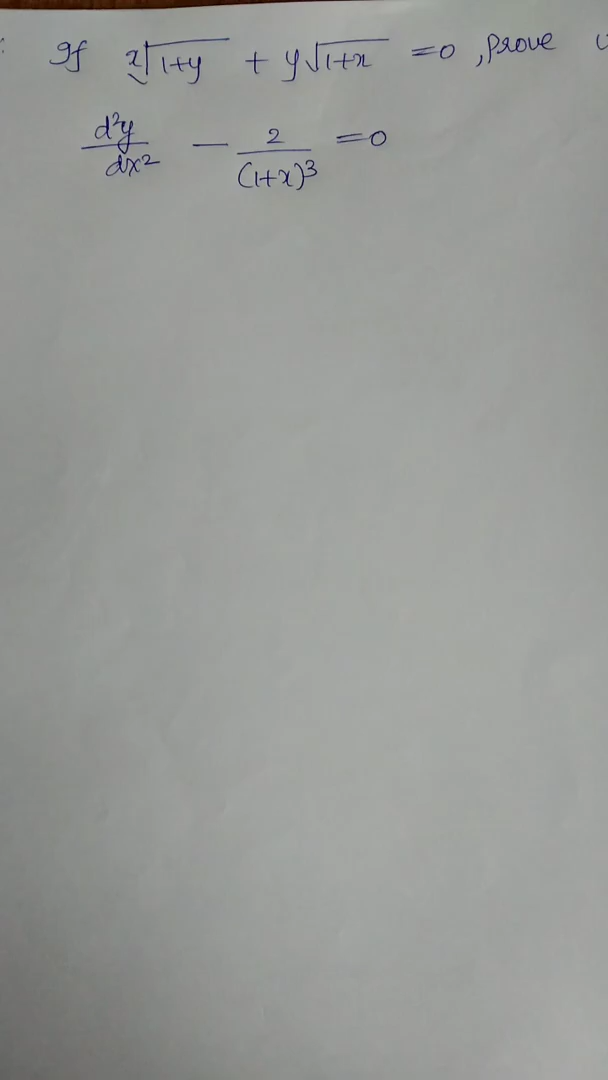 If x√1+y + y√1+x =0, prove
d²y/dx² − 2/(1+x)³ =0